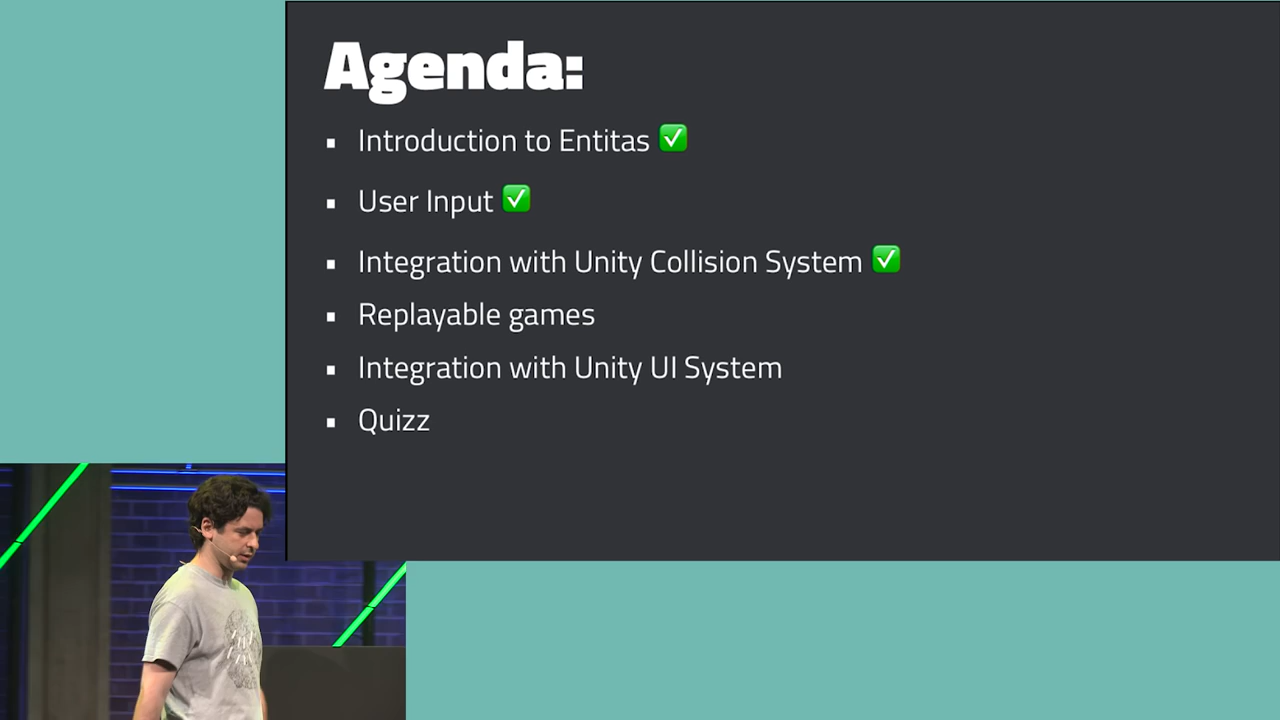 Agenda:
▪ Introduction to Entitas ✅
▪ User Input ✅
▪ Integration with Unity Collision System ✅
▪ Replayable games
▪ Integration with Unity UI System
▪ Quizz